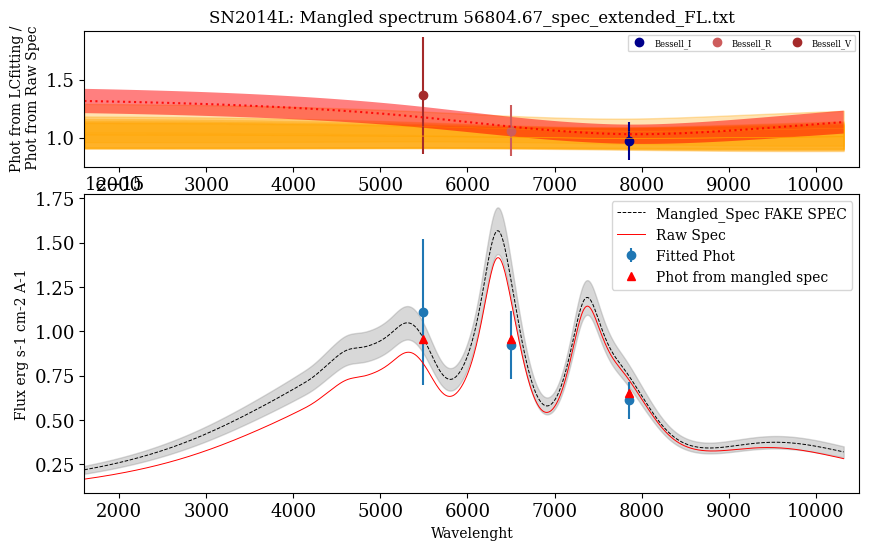 SN2014L: Mangled spectrum 56804.67_spec_extended_FL.txt
Phot from LCfitting /
Phot from Raw Spec
Bessell_I
Bessell_R
Bessell_V
1.5
1.0
2000 3000 4000 5000 6000 7000 8000 9000 10000
1e−15
Flux erg s-1 cm-2 A-1
1.75
1.50
1.25
1.00
0.75
0.50
0.25
Mangled_Spec FAKE SPEC
Raw Spec
Fitted Phot
Phot from mangled spec
2000 3000 4000 5000 6000 7000 8000 9000 10000
Wavelenght